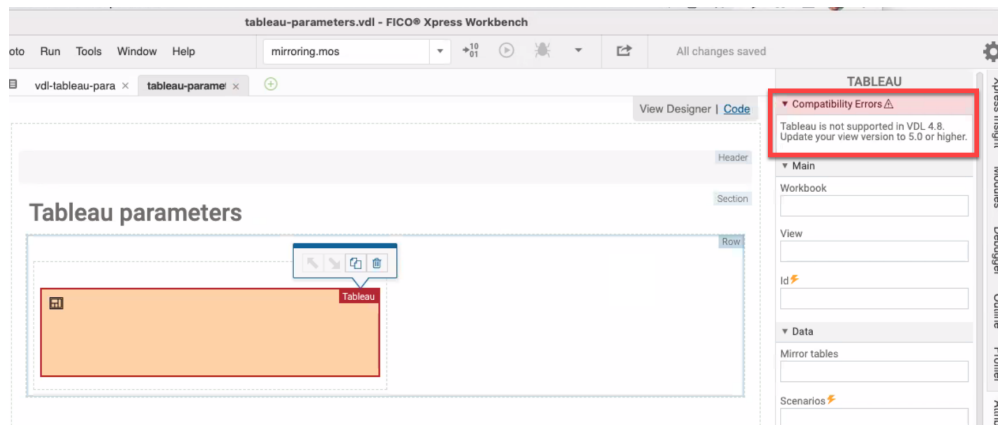 tableau-parameters.vdl - FICO® Xpress Workbench
oto Run Tools Window Help mirroring.mos All changes saved
vdl-tableau-para × tableau-paramet ×
TABLEAU
View Designer | Code
▼ Compatibility Errors ⚠
Tableau is not supported in VDL 4.8.
Update your view version to 5.0 or higher.
Header
▼ Main
Section
Workbook
Tableau parameters
View
Row
Id
Tableau
▼ Data
Mirror tables
Scenarios
Xpress Insight
Modules
Debugger
Outline
Profiler